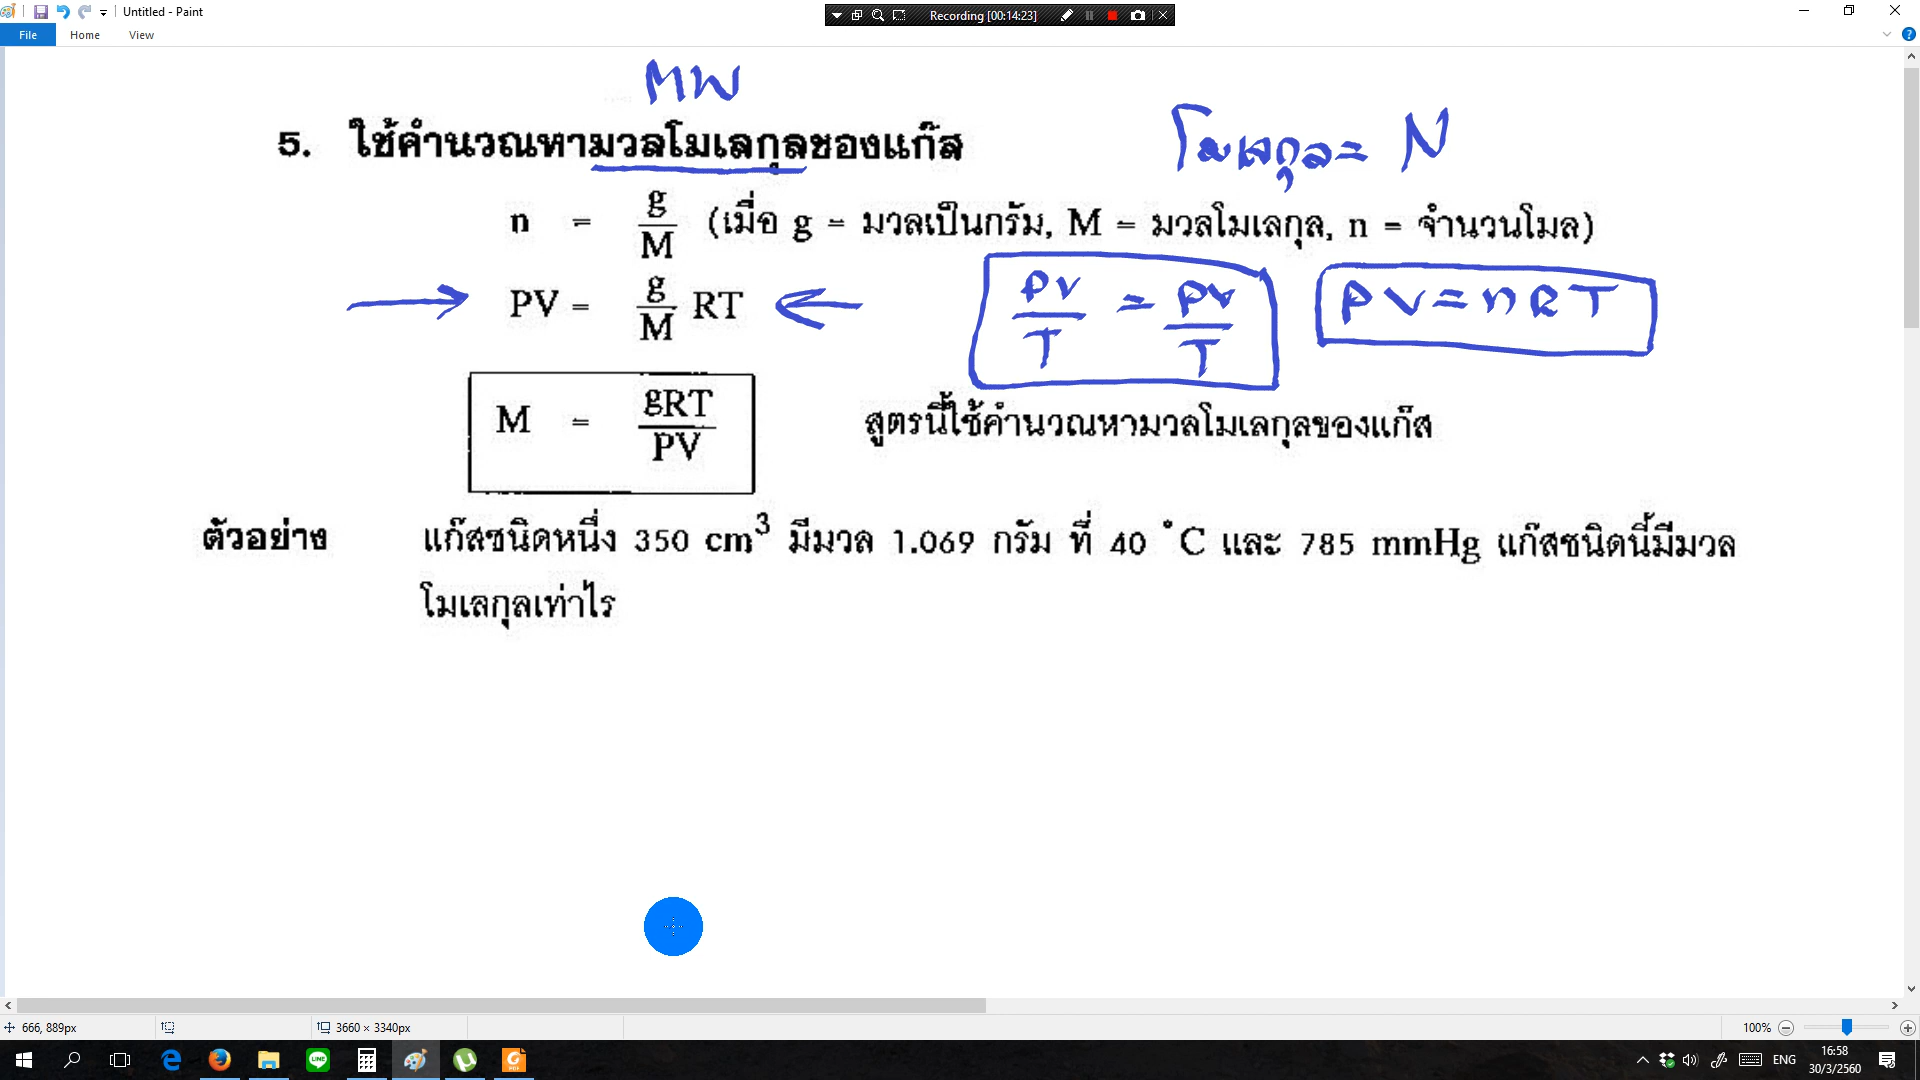 Untitled - Paint
Recording [00:14:23]
File Home View
MW
5. ใช้คำนวณหามวลโมเลกุลของแก๊ส
โมเลกุล = N
n = g/M (เมื่อ g = มวลเป็นกรัม, M = มวลโมเลกุล, n = จำนวนโมล)
PV = g/M RT
PV/T = PV/T
PV = nRT
M = gRT/PV
สูตรนี้ใช้คำนวณหามวลโมเลกุลของแก๊ส
ตัวอย่าง แก๊สชนิดหนึ่ง 350 cm³ มีมวล 1.069 กรัม ที่ 40 °C และ 785 mmHg แก๊สชนิดนี้มีมวล
โมเลกุลเท่าไร
666, 889px
3660 × 3340px
100%
LINE
ENG
16:58
30/3/2560